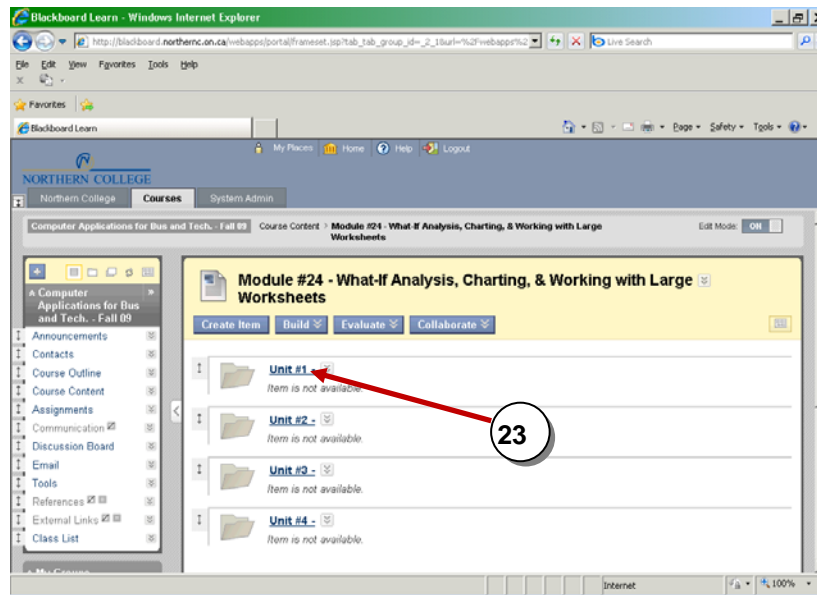 Blackboard Learn - Windows Internet Explorer
http://blackboard.northernc.on.ca/webapps/portal/frameset.jsp?tab_tab_group_id=_2_1&url=%2Fwebapps%2
Live Search
File Edit View Favorites Tools Help
x
Favorites
Blackboard Learn
Page Safety Tools
My Places Home Help Logout
NORTHERN COLLEGE
Northern College Courses System Admin
Computer Applications for Bus and Tech. - Fall 09 Course Content > Module #24 - What-If Analysis, Charting, & Working with Large
Worksheets
Edit Mode: ON
Module #24 - What-If Analysis, Charting, & Working with Large
Worksheets
Create Item Build Evaluate Collaborate
Computer
Applications for Bus
and Tech. - Fall 09
Announcements
Contacts
Course Outline
Course Content
Assignments
Communication
Discussion Board
Email
Tools
References
External Links
Class List
My Groups
Unit #1 -
Item is not available.
Unit #2 -
Item is not available.
Unit #3 -
Item is not available.
Unit #4 -
Item is not available.
23
Internet 100%